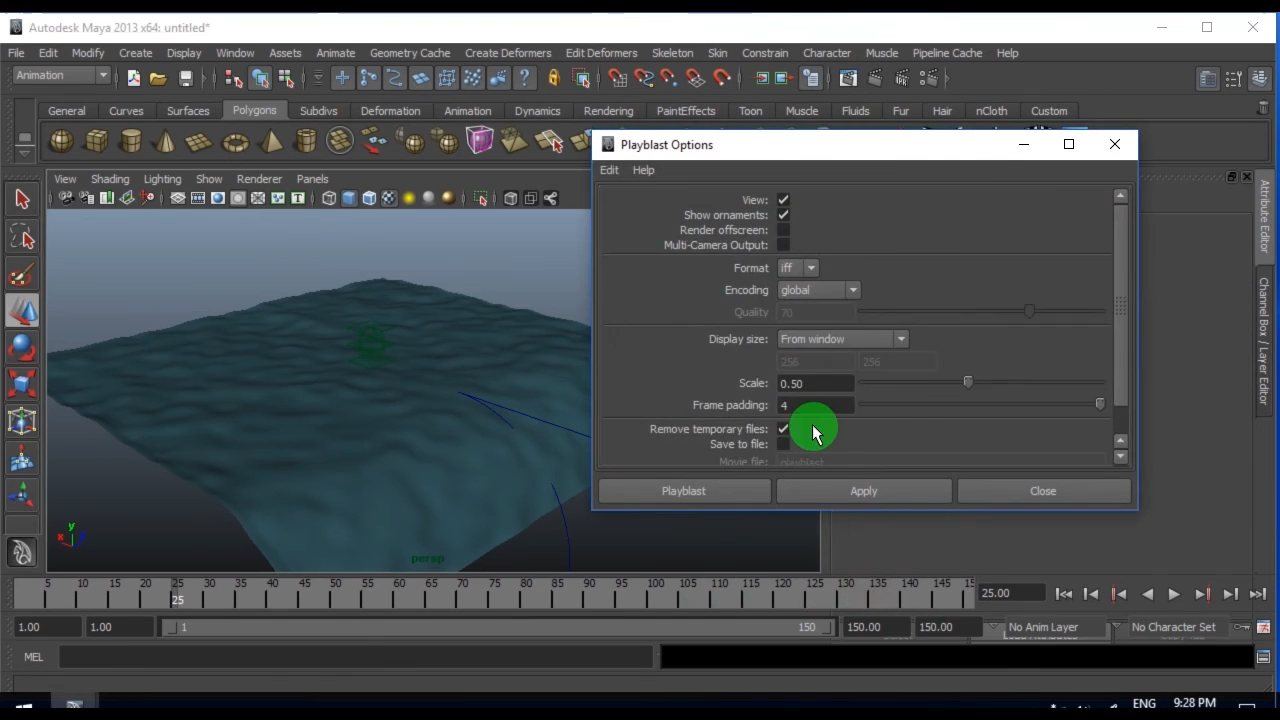 Autodesk Maya 2013 x64: untitled*
File Edit Modify Create Display Window Assets Animate Geometry Cache Create Deformers Edit Deformers Skeleton Skin Constrain Character Muscle Pipeline Cache Help
Animation
General Curves Surfaces Polygons Subdivs Deformation Animation Dynamics Rendering PaintEffects Toon Muscle Fluids Fur Hair nCloth Custom
Playblast Options
Edit Help
View Shading Lighting Show Renderer Panels
View:
Show ornaments:
Render offscreen:
Multi-Camera Output:
Format iff
Encoding global
Quality 70
Display size: From window
256 256
Scale: 0.50
Frame padding: 4
Remove temporary files:
Save to file:
Movie file: playblast
Playblast Apply Close
Attribute Editor
Channel Box / Layer Editor
y
x
persp
5 10 15 20 25 30 35 40 45 50 55 60 65 70 75 80 85 90 95 100 105 110 115 120 125 130 135 140 145 15
25
25.00
1.00 1.00 1 150 150.00 150.00 No Anim Layer No Character Set
MEL
ENG 9:28 PM